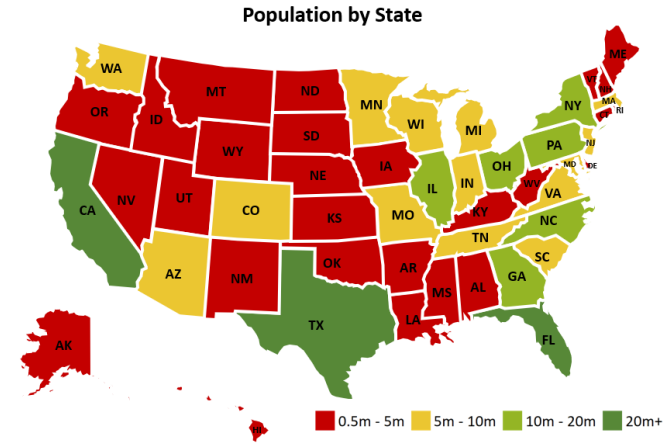 Population by State
WA
MT
ND
MN
ME
VT
NH
OR
ID
SD
WI
MI
NY
MA
RI
CT
WY
IA
PA
NJ
NE
OH
MD
DE
NV
UT
CO
IL
IN
WV
VA
CA
KS
MO
KY
NC
AZ
NM
OK
AR
TN
SC
MS
AL
GA
TX
LA
FL
AK
HI
0.5m - 5m
5m - 10m
10m - 20m
20m+